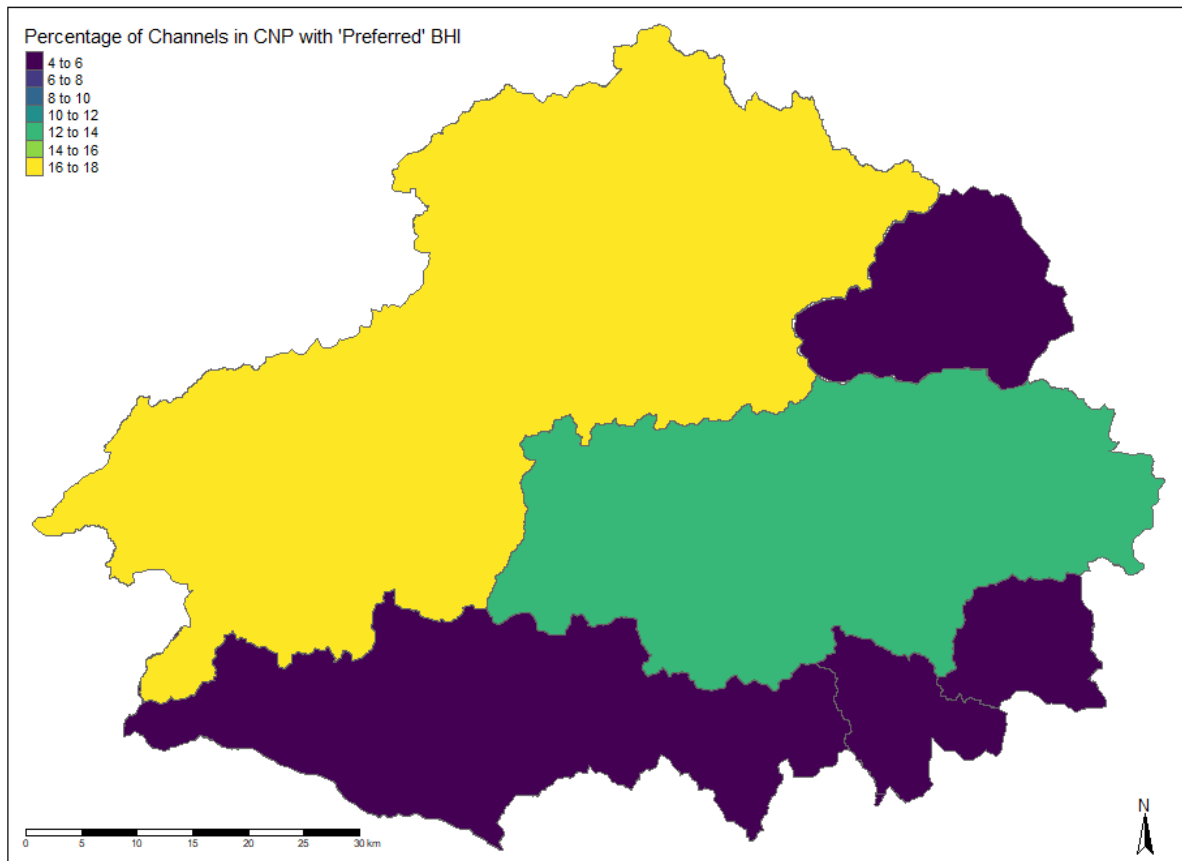 Percentage of Channels in CNP with 'Preferred' BHI
4 to 6
6 to 8
8 to 10
10 to 12
12 to 14
14 to 16
16 to 18
N
0 5 10 15 20 25 30 km